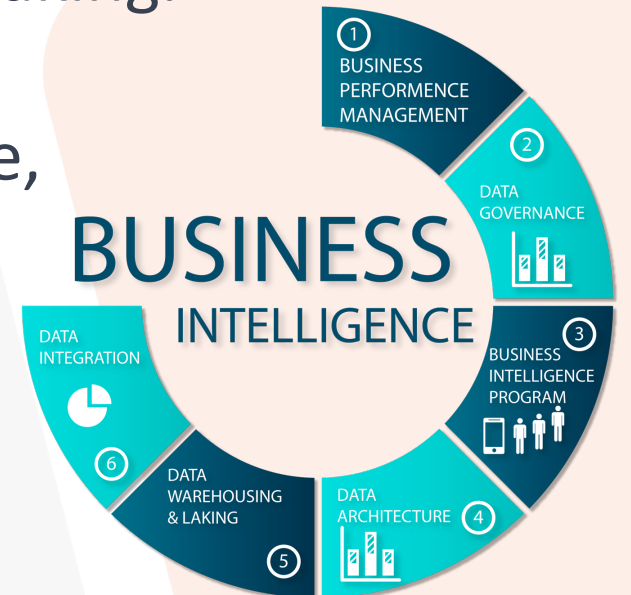 BUSINESS
INTELLIGENCE
1
BUSINESS
PERFORMENCE
MANAGEMENT
2
DATA
GOVERNANCE
3
BUSINESS
INTELLIGENCE
PROGRAM
DATA
ARCHITECTURE 4
DATA
WAREHOUSING
& LAKING
5
DATA
INTEGRATION
6